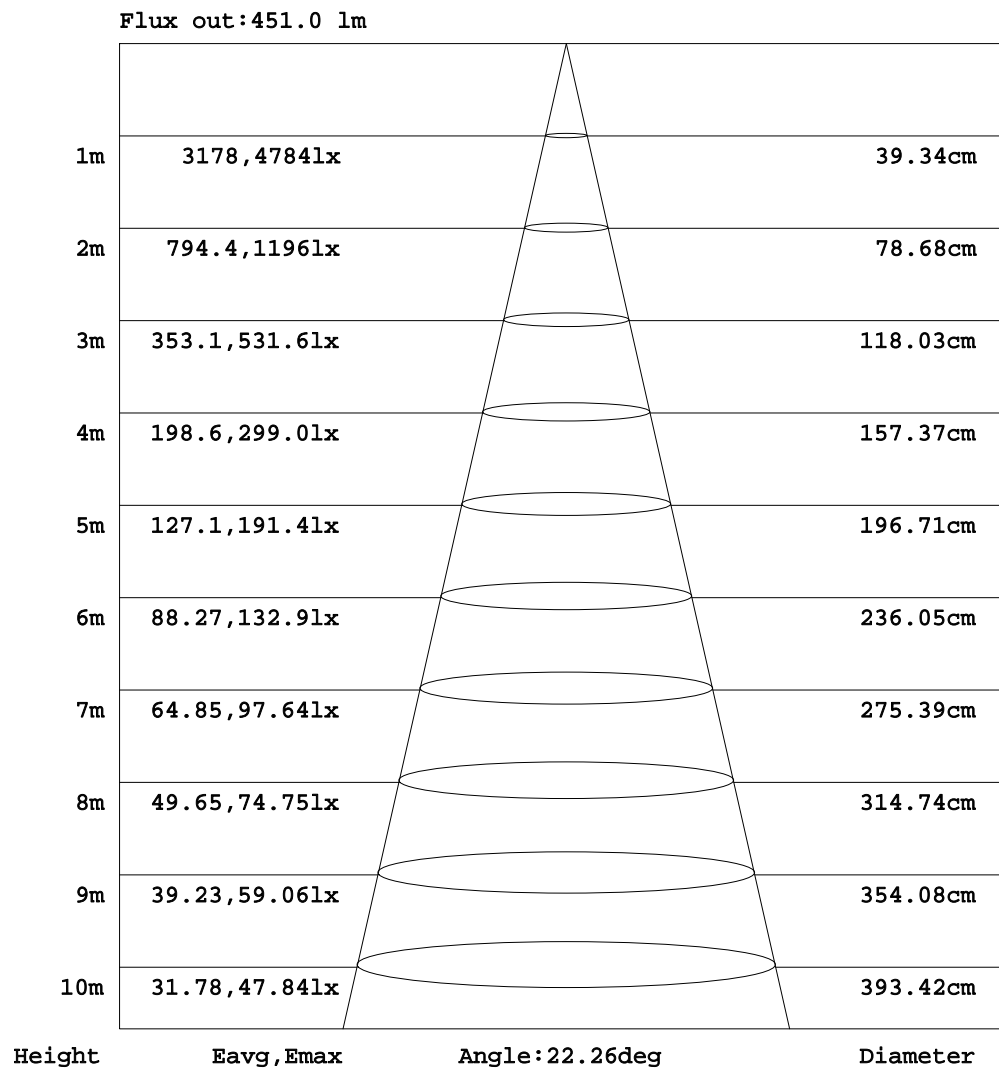 Flux out:451.0 lm
1m 3178,4784lx 39.34cm
2m 794.4,1196lx 78.68cm
3m 353.1,531.6lx 118.03cm
4m 198.6,299.0lx 157.37cm
5m 127.1,191.4lx 196.71cm
6m 88.27,132.9lx 236.05cm
7m 64.85,97.64lx 275.39cm
8m 49.65,74.75lx 314.74cm
9m 39.23,59.06lx 354.08cm
10m 31.78,47.84lx 393.42cm
Height Eavg,Emax Angle:22.26deg Diameter